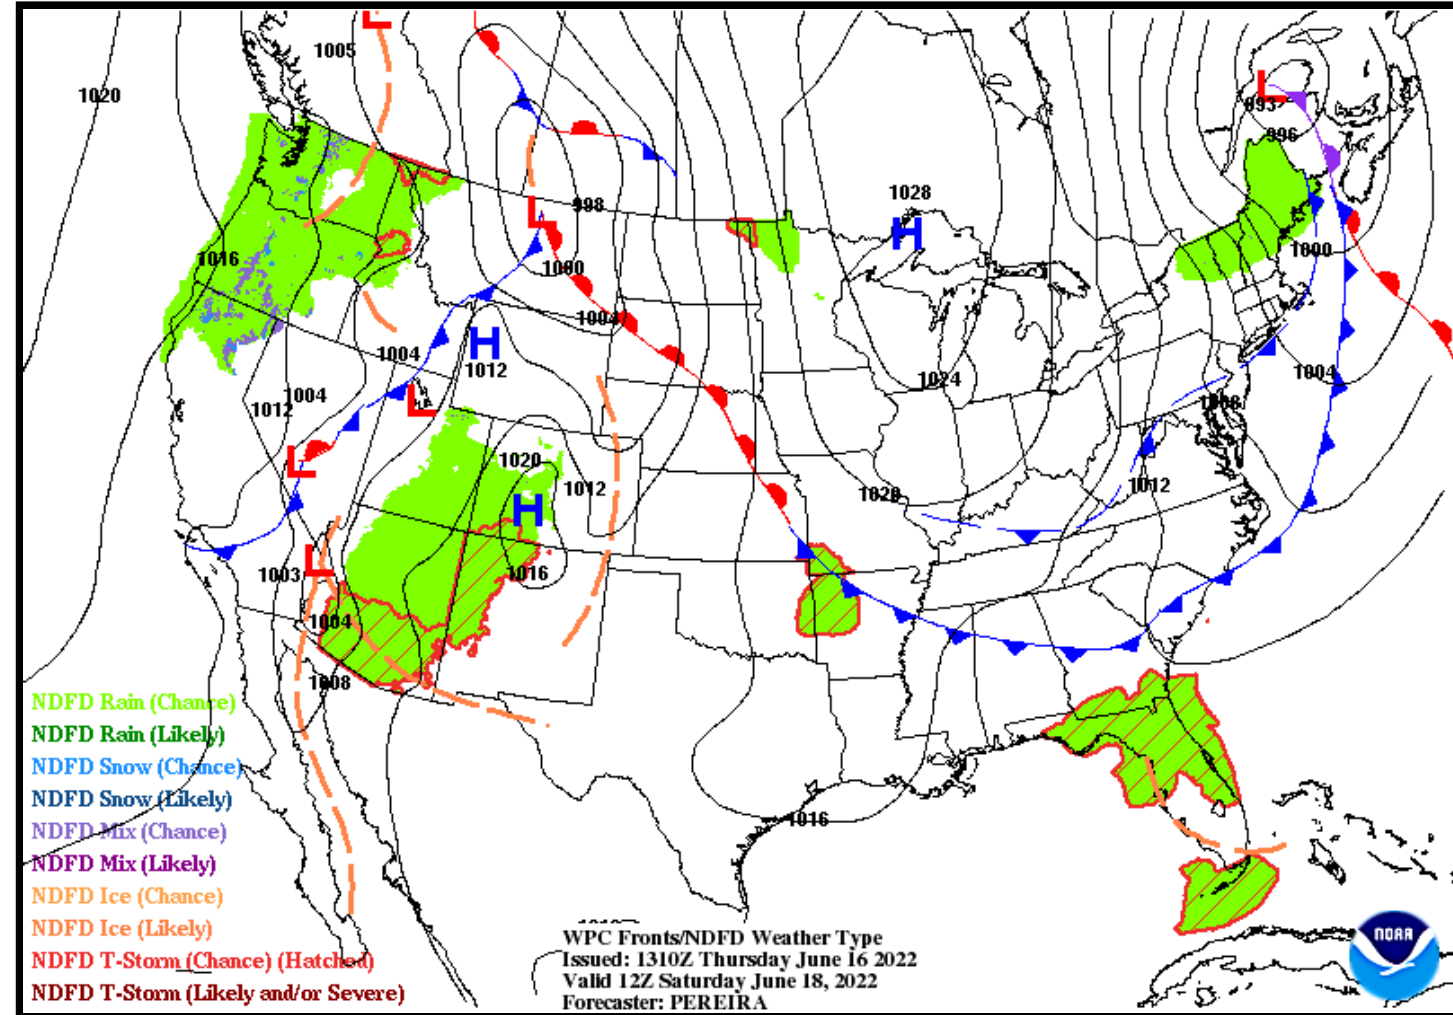 1005
1020
993
996
1028
998
1016
1000
1000
1004
1004
1004
1012
1024
1004
1012
1008
1020
1012
1020
1012
1003
1016
1004
1008
1016
NDFD Rain (Chance)
NDFD Rain (Likely)
NDFD Snow (Chance)
NDFD Snow (Likely)
NDFD Mix (Chance)
NDFD Mix (Likely)
NDFD Ice (Chance)
NDFD Ice (Likely)
NDFD T-Storm (Chance) (Hatched)
NDFD T-Storm (Likely and/or Severe)
L
L
L
L
L
L
H
H
H
WPC Fronts/NDFD Weather Type
Issued: 1310Z Thursday June 16 2022
Valid 12Z Saturday June 18, 2022
Forecaster: PEREIRA
NOAA